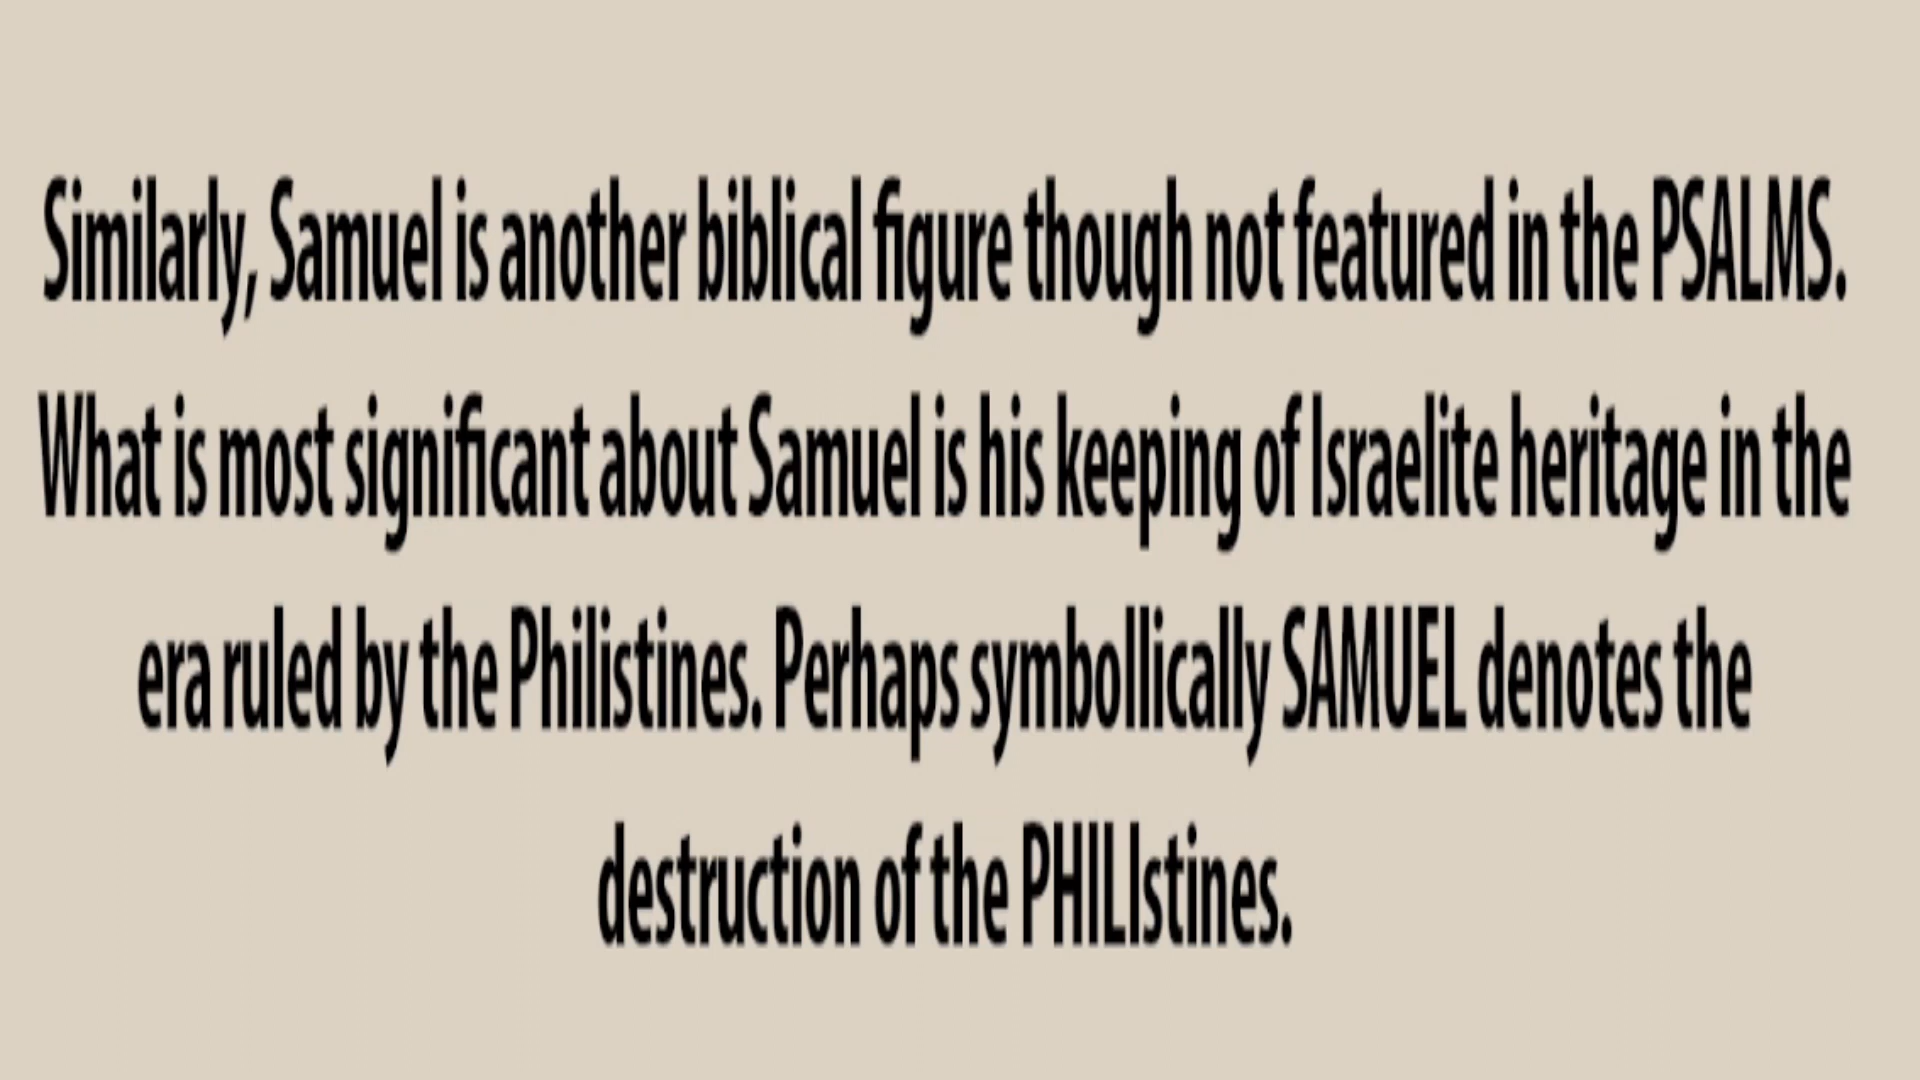 Similarly, Samuel is another biblical figure though not featured in the PSALMS.
What is most significant about Samuel is his keeping of Israelite heritage in the
era ruled by the Philistines. Perhaps symbollically SAMUEL denotes the
destruction of the PHILIstines.